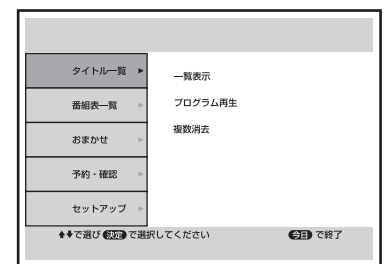 タイトル一覧 ▶
番組表一覧 ▶
おまかせ ▶
予約・確認 ▶
セットアップ ▶
一覧表示
プログラム再生
複数消去
▲▼で選び 決定 で選択してください 今日 で終了